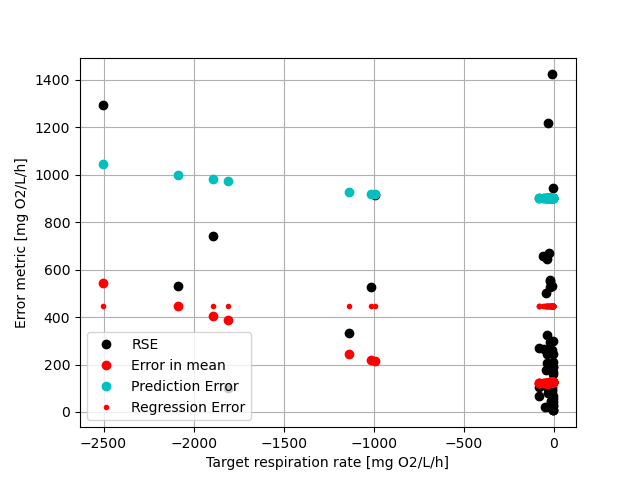 1400
1200
1000
800
600
400
200
0
Error metric [mg O2/L/h]
RSE
Error in mean
Prediction Error
Regression Error
−2500 −2000 −1500 −1000 −500 0
Target respiration rate [mg O2/L/h]